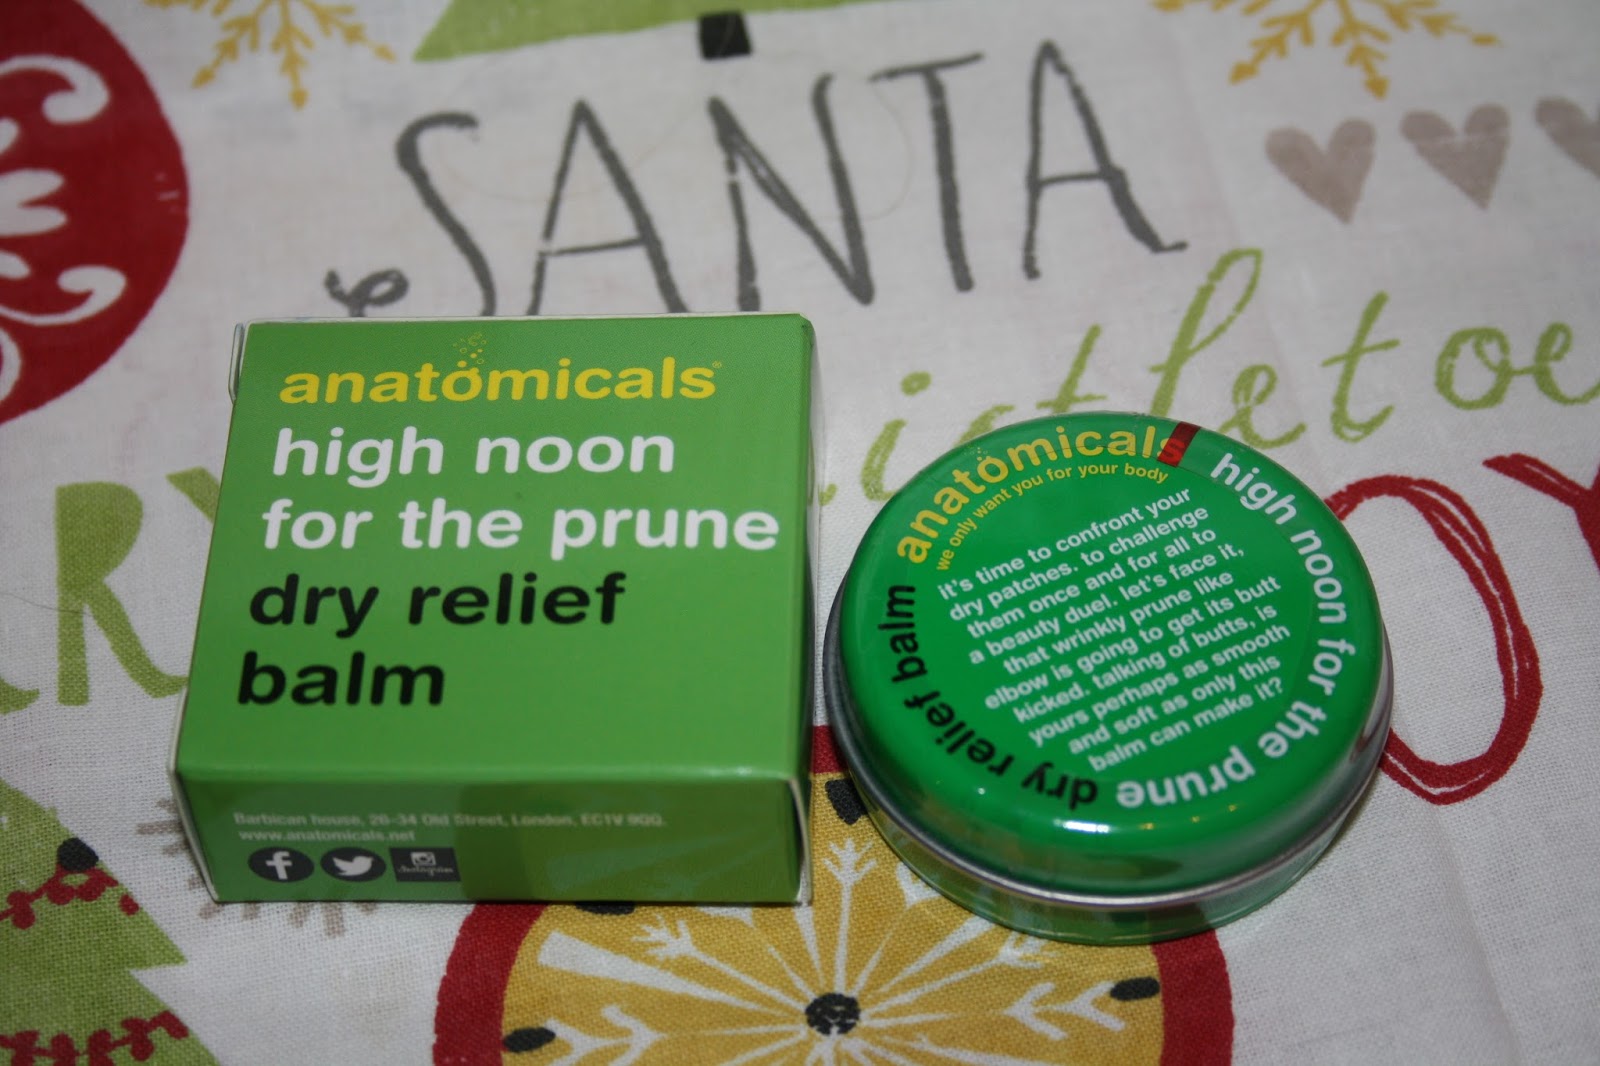 SANTA
istletoe
anatomicals®
high noon
for the prune
dry relief
balm
Barbican house, 26-34 Old Street, London, EC1V 9QQ.
www.anatomicals.net
Instagram
anatomicals
we only want you for your body
high noon for the prune
dry relief balm
it's time to confront your
dry patches. to challenge
them once and for all to
a beauty duel. let's face it,
that wrinkly prune like
elbow is going to get its butt
kicked. talking of butts, is
yours perhaps as smooth
and soft as only this
balm can make it?